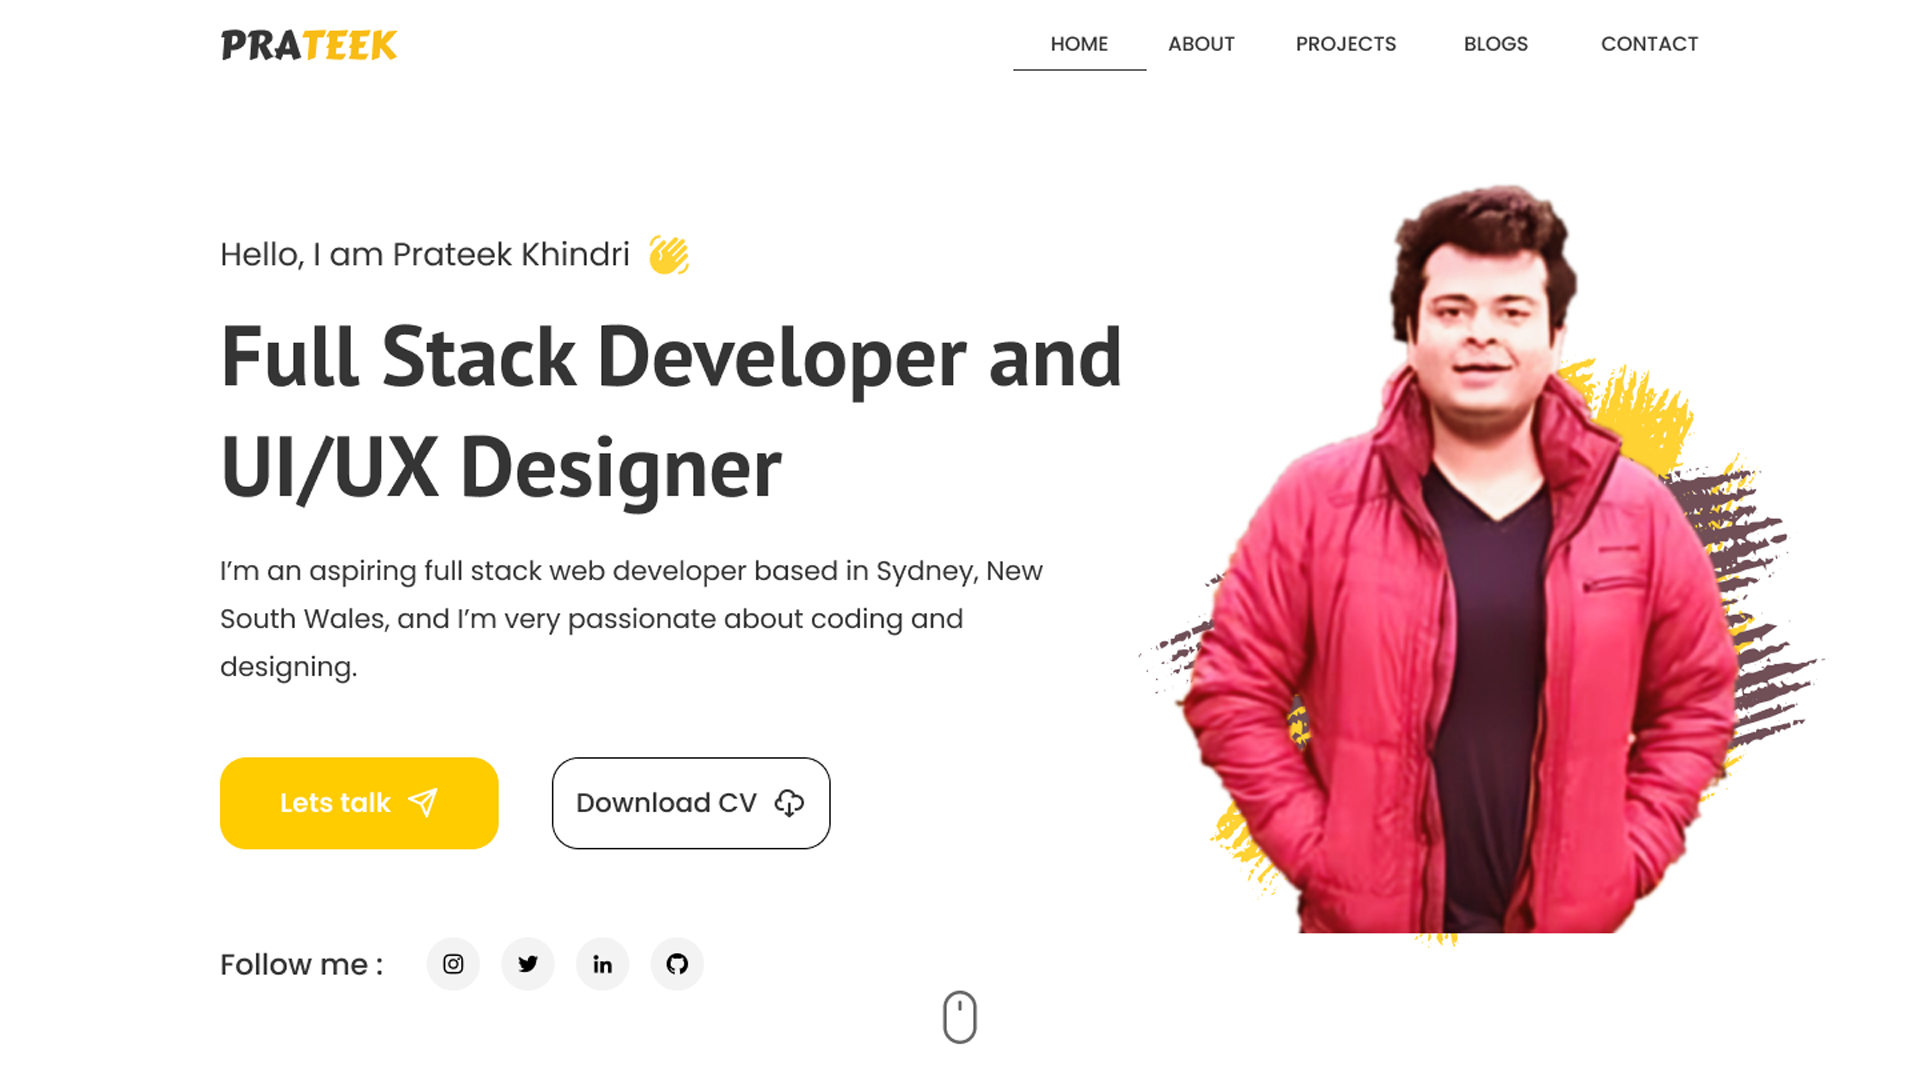 PRATEEK
HOME ABOUT PROJECTS BLOGS CONTACT
Hello, I am Prateek Khindri
Full Stack Developer and
UI/UX Designer
I’m an aspiring full stack web developer based in Sydney, New
South Wales, and I’m very passionate about coding and
designing.
Lets talk
Download CV
Follow me :